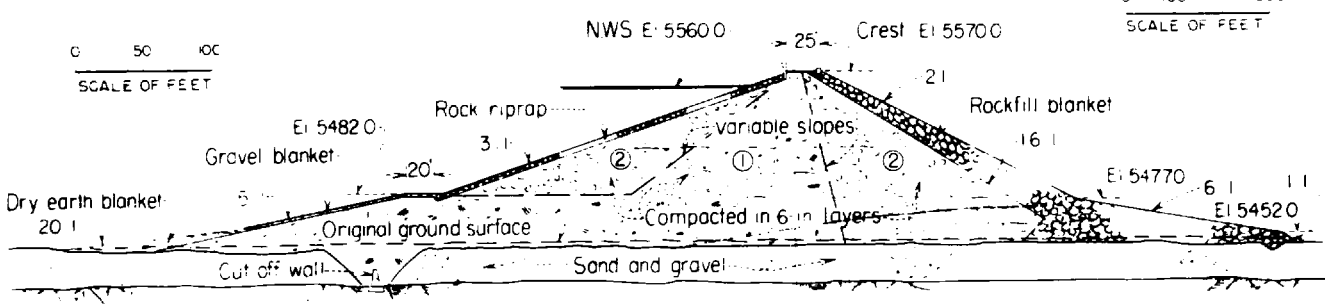 SCALE OF FEET
0 50 100
SCALE OF FEET
NWS El 5560 0
25'
Crest El 5570 0
2 1
Rockfill blanket
Rock riprap
El 5482 0
variable slopes
1 6 1
3 1
Gravel blanket
20'
② ① ②
El 5477 0
6 1
1 1
Dry earth blanket
5
El 5452 0
20 1
Compacted in 6 in layers
Original ground surface
Cut off wall
Sand and gravel